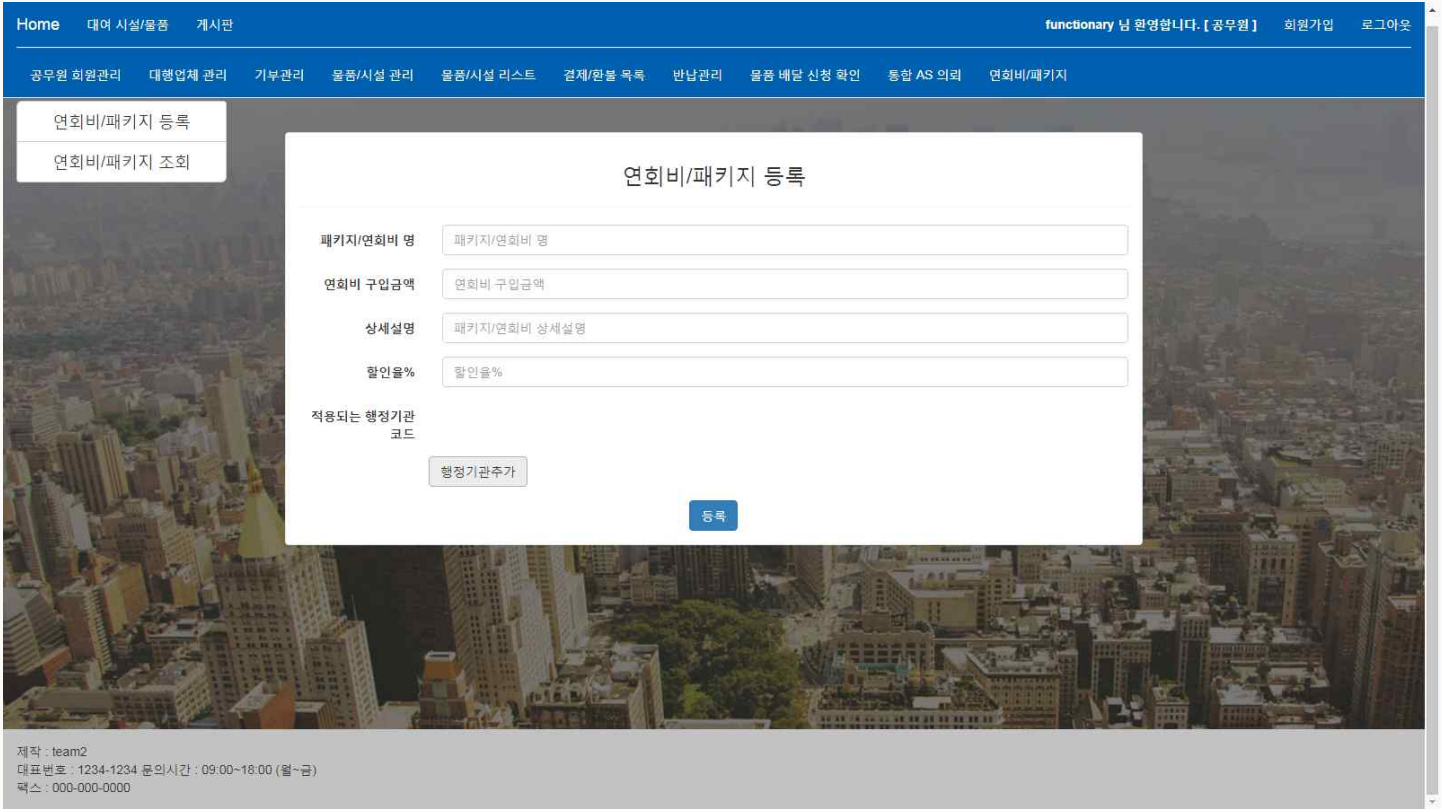 Home 대여 시설/물품 게시판 functionary 님 환영합니다. [ 공무원 ] 회원가입 로그아웃
공무원 회원관리 대행업체 관리 기부관리 물품/시설 관리 물품/시설 리스트 결제/환불 목록 반납관리 물품 배달 신청 확인 통합 AS 의뢰 연회비/패키지
연회비/패키지 등록
연회비/패키지 조회
연회비/패키지 등록
패키지/연회비 명 패키지/연회비 명
연회비 구입금액 연회비 구입금액
상세설명 패키지/연회비 상세설명
할인율% 할인율%
적용되는 행정기관
코드
행정기관추가
등록
제작 : team2
대표번호 : 1234-1234 문의시간 : 09:00~18:00 (월~금)
팩스 : 000-000-0000